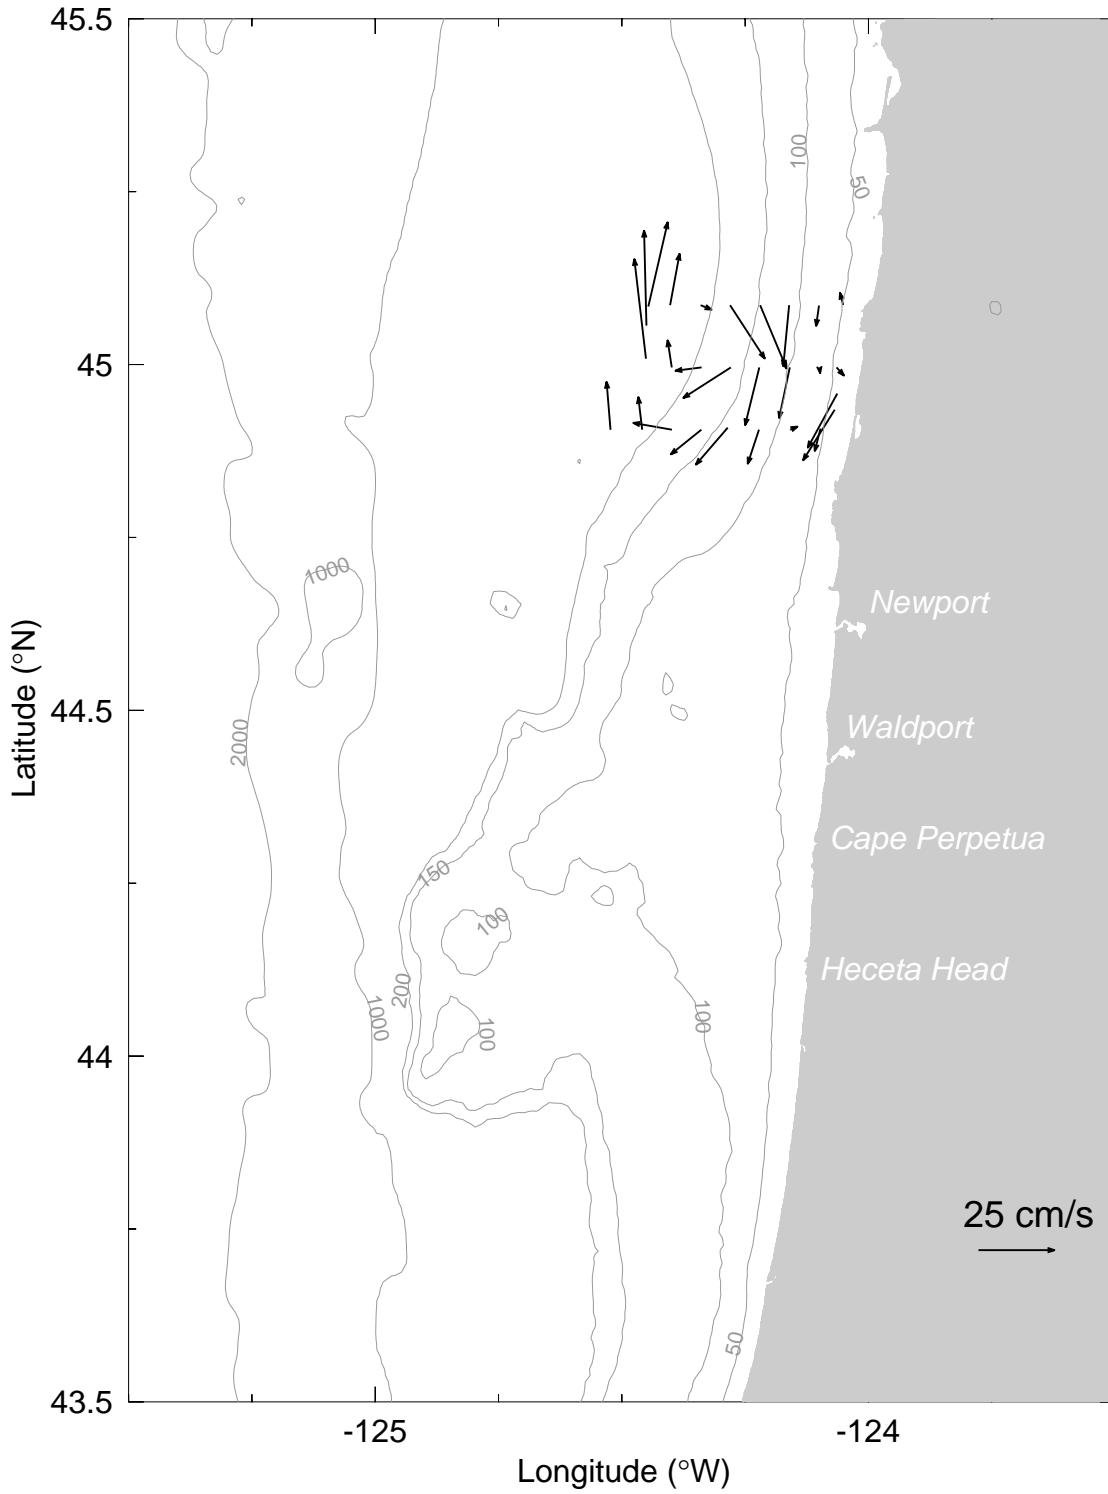 45.5
100
50
45
1000
Newport
Latitude (°N)
44.5
2000
Waldport
Cape Perpetua
150
100
Heceta Head
200
1000
100
100
44
25 cm/s
50
43.5
-125
-124
Longitude (°W)